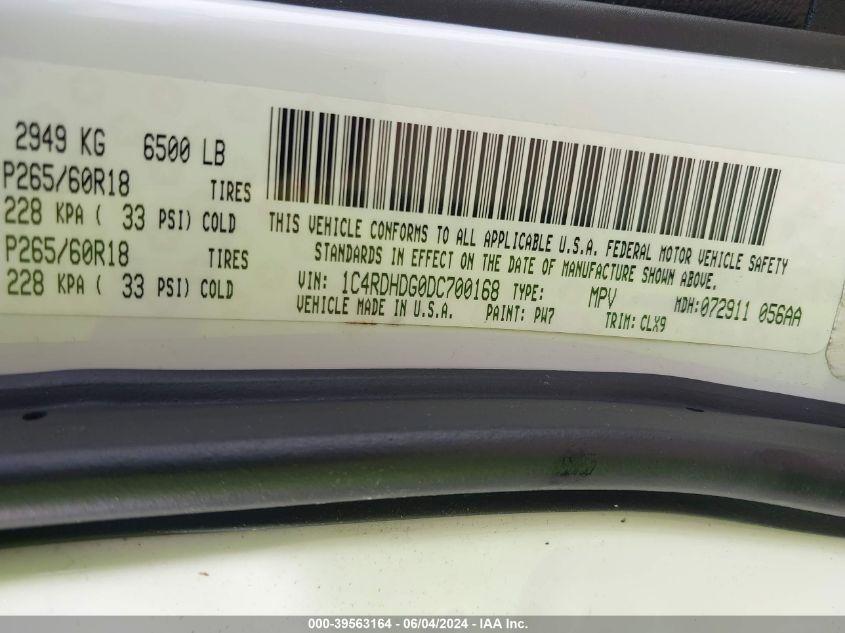 2949 KG 6500 LB
P265/60R18 TIRES
228 KPA ( 33 PSI) COLD
P265/60R18 TIRES
228 KPA ( 33 PSI) COLD
THIS VEHICLE CONFORMS TO ALL APPLICABLE U.S.A. FEDERAL MOTOR VEHICLE SAFETY
STANDARDS IN EFFECT ON THE DATE OF MANUFACTURE SHOWN ABOVE.
VIN: 1C4RDHDG0DC700168 TYPE: MPV MDH:072911 056AA
VEHICLE MADE IN U.S.A. PAINT: PW7 TRIM: CLX9
000-39563164 - 06/04/2024 - IAA Inc.